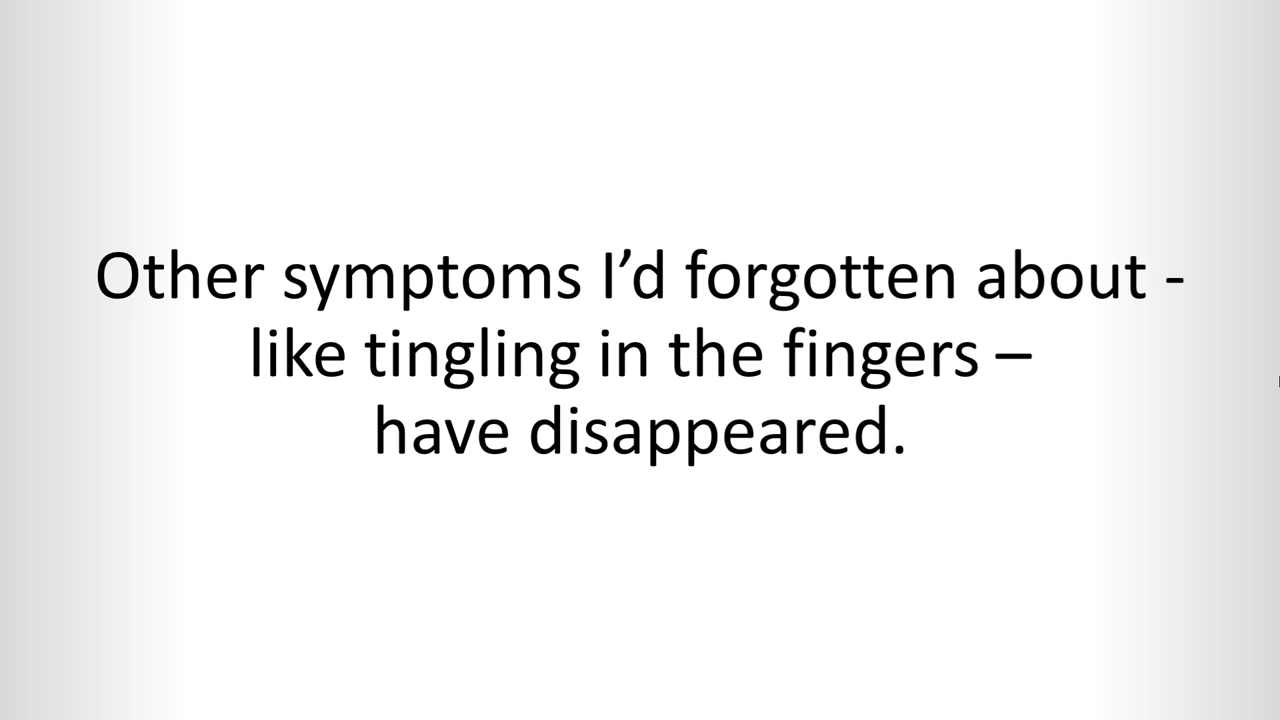 Other symptoms I’d forgotten about -
like tingling in the fingers –
have disappeared.